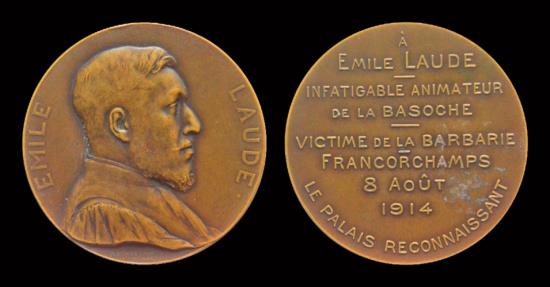 EMILE LAUDE.
À
EMILE LAUDE
INFATIGABLE ANIMATEUR
DE LA BASOCHE
VICTIME DE LA BARBARIE
FRANCORCHAMPS
8 AOÛT
1914
LE PALAIS RECONNAISSANT